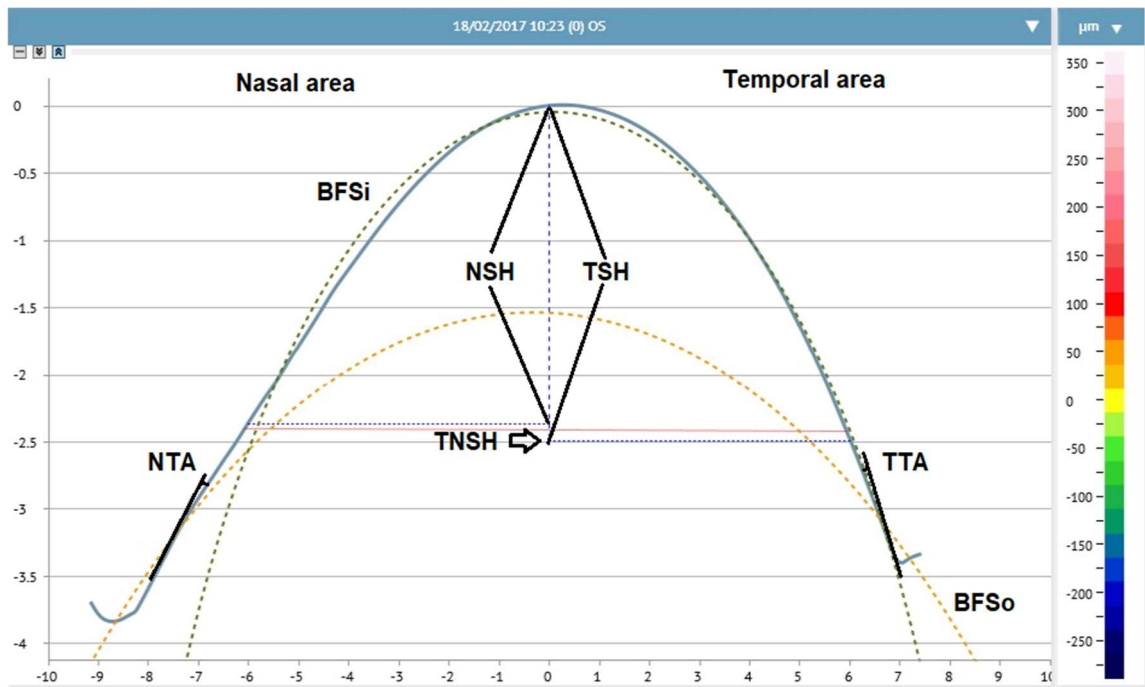 18/02/2017 10:23 (0) OS
µm
Nasal area
Temporal area
BFSi
NSH
TSH
TNSH
NTA
TTA
BFSo
0
-0.5
-1
-1.5
-2
-2.5
-3
-3.5
-4
-10 -9 -8 -7 -6 -5 -4 -3 -2 -1 0 1 2 3 4 5 6 7 8 9 10
350
300
250
200
150
100
50
0
-50
-100
-150
-200
-250